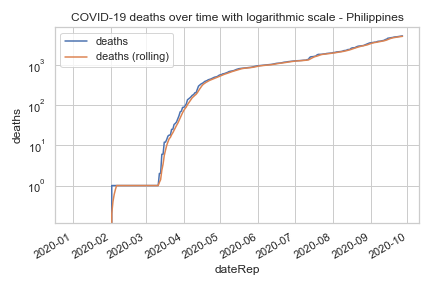 COVID-19 deaths over time with logarithmic scale - Philippines
deaths
deaths (rolling)
10³
10²
10¹
10⁰
deaths
2020-01
2020-02
2020-03
2020-04
2020-05
2020-06
2020-07
2020-08
2020-09
2020-10
dateRep